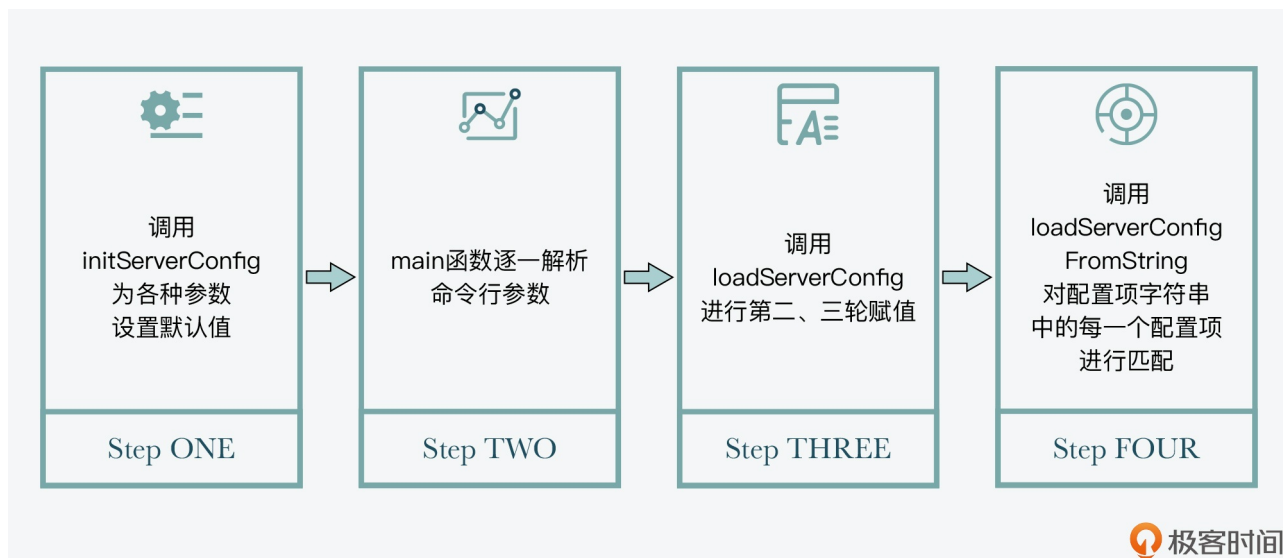 调用
initServerConfig
为各种参数
设置默认值
Step ONE
main函数逐一解析
命令行参数
Step TWO
调用
loadServerConfig
进行第二、三轮赋值
Step THREE
调用
loadServerConfig
FromString
对配置项字符串
中的每一个配置项
进行匹配
Step FOUR
极客时间